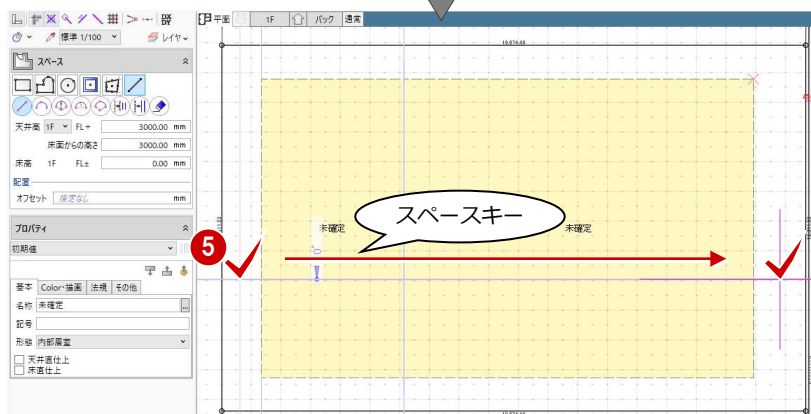 平面 1F バック 通常
標準 1/100 レイヤ
スペース
天井高 1F FL+ 3000.00 mm
床面からの高さ 3000.00 mm
床高 1F FL± 0.00 mm
配置
オフセット 指定なし mm
プロパティ
初期値
基本 Color・描画 法規 その他
名称 未確定 ...
記号
形態 内部居室
天井直仕上
床直仕上
未確定
スペースキー
未確定
5